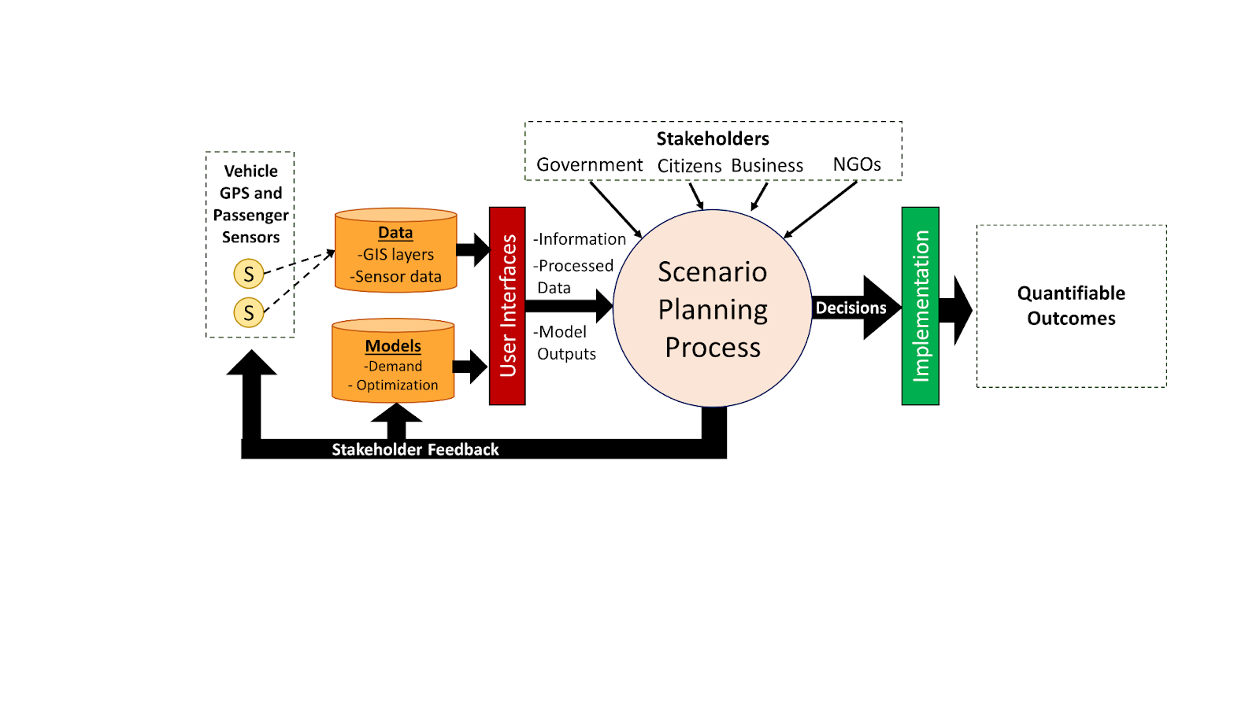 Stakeholders
Government Citizens Business NGOs
Vehicle
GPS and
Passenger
Sensors
S
S
Data
-GIS layers
-Sensor data
Models
-Demand
- Optimization
User Interfaces
-Information
-Processed
Data
-Model
Outputs
Scenario
Planning
Process
Decisions
Implementation
Quantifiable
Outcomes
Stakeholder Feedback